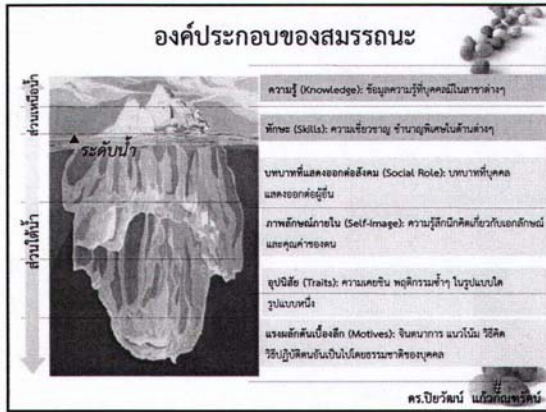 องค์ประกอบของสมรรถนะ
ส่วนเหนือน้ำ
ความรู้ (Knowledge): ข้อมูลความรู้ที่บุคคลมีในสาขาต่างๆ
ทักษะ (Skills): ความเชี่ยวชาญ ชำนาญพิเศษในด้านต่างๆ
ระดับน้ำ
ส่วนใต้น้ำ
บทบาทที่แสดงออกต่อสังคม (Social Role): บทบาทที่บุคคล
แสดงออกต่อผู้อื่น
ภาพลักษณ์ภายใน (Self-Image): ความรู้สึกนึกคิดเกี่ยวกับเอกลักษณ์
และคุณค่าของตน
อุปนิสัย (Traits): ความเคยชิน พฤติกรรมซ้ำๆ ในรูปแบบใด
รูปแบบหนึ่ง
แรงผลักดันเบื้องลึก (Motives): จินตนาการ แนวโน้ม วิธีคิด
วิธีปฏิบัติตนอันเป็นไปโดยธรรมชาติของบุคคล
#
ดร.ปิยวัฒน์